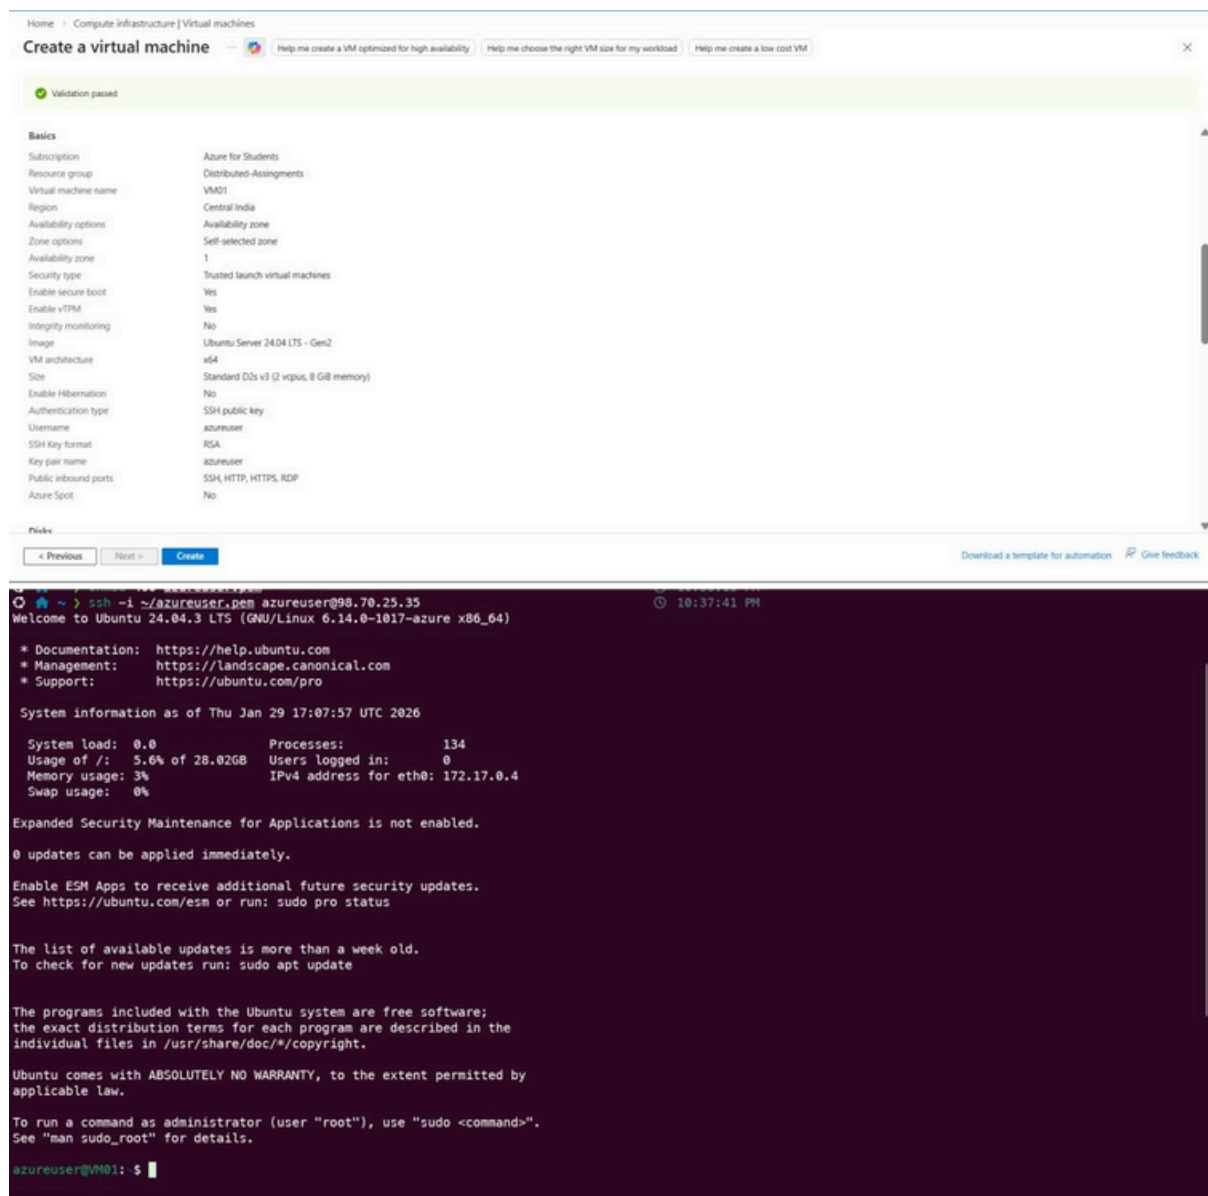 Home > Compute infrastructure | Virtual machines
Create a virtual machine ... Help me create a VM optimized for high availability Help me choose the right VM size for my workload Help me create a low cost VM
Validation passed
Basics
Subscription Azure for Students
Resource group Distributed-Assingments
Virtual machine name VM01
Region Central India
Availability options Availability zone
Zone options Self-selected zone
Availability zone 1
Security type Trusted launch virtual machines
Enable secure boot Yes
Enable vTPM Yes
Integrity monitoring No
Image Ubuntu Server 24.04 LTS - Gen2
VM architecture x64
Size Standard D2s v3 (2 vcpus, 8 GiB memory)
Enable Hibernation No
Authentication type SSH public key
Username azureuser
SSH Key format RSA
Key pair name azureuser
Public inbound ports SSH, HTTP, HTTPS, RDP
Azure Spot No
Disks
< Previous Next > Create Download a template for automation Give feedback
~ > ssh -i ~/azureuser.pem azureuser@98.70.25.35 10:37:41 PM
Welcome to Ubuntu 24.04.3 LTS (GNU/Linux 6.14.0-1017-azure x86_64)
* Documentation: https://help.ubuntu.com
* Management: https://landscape.canonical.com
* Support: https://ubuntu.com/pro
System information as of Thu Jan 29 17:07:57 UTC 2026
System load: 0.0 Processes: 134
Usage of /: 5.6% of 28.02GB Users logged in: 0
Memory usage: 3% IPv4 address for eth0: 172.17.0.4
Swap usage: 0%
Expanded Security Maintenance for Applications is not enabled.
0 updates can be applied immediately.
Enable ESM Apps to receive additional future security updates.
See https://ubuntu.com/esm or run: sudo pro status
The list of available updates is more than a week old.
To check for new updates run: sudo apt update
The programs included with the Ubuntu system are free software;
the exact distribution terms for each program are described in the
individual files in /usr/share/doc/*/copyright.
Ubuntu comes with ABSOLUTELY NO WARRANTY, to the extent permitted by
applicable law.
To run a command as administrator (user "root"), use "sudo <command>".
See "man sudo_root" for details.
azureuser@VM01:~$